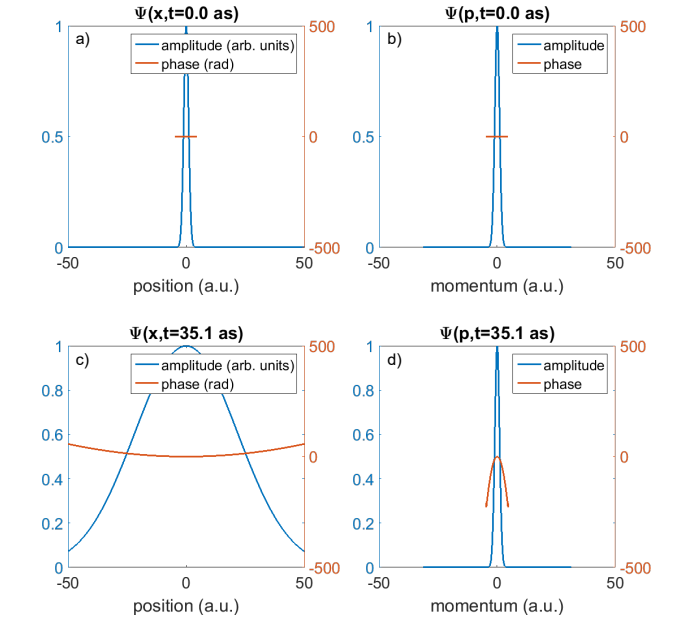 Ψ(x,t=0.0 as)
a)
amplitude (arb. units)
phase (rad)
1
0.5
0
500
0
-500
-50
0
50
position (a.u.)
Ψ(p,t=0.0 as)
b)
amplitude
phase
1
0.5
0
500
0
-500
-50
0
50
momentum (a.u.)
Ψ(x,t=35.1 as)
c)
amplitude (arb. units)
phase (rad)
1
0.8
0.6
0.4
0.2
0
500
0
-500
-50
0
50
position (a.u.)
Ψ(p,t=35.1 as)
d)
amplitude
phase
1
0.8
0.6
0.4
0.2
0
500
0
-500
-50
0
50
momentum (a.u.)